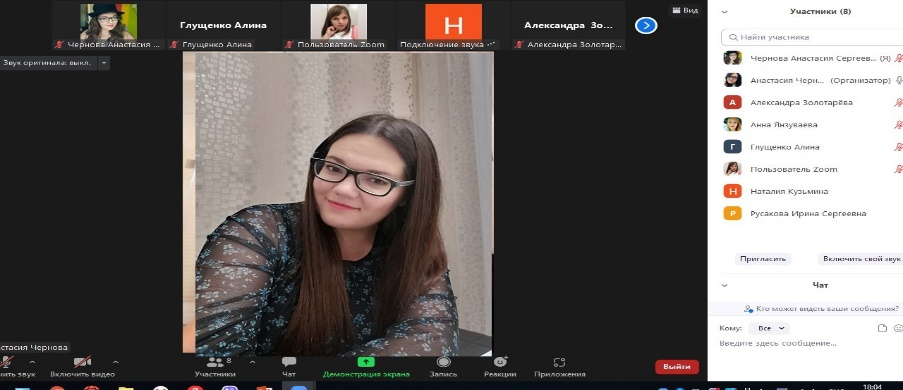 Глущенко Алина
Н
Александра Зо...
Вид
Чернова Анастасия ...
Глущенко Алина
Пользователь Zoom
Подключение звука
Александра Золотар...
Звук оригинала: выкл.
стасия Чернова
чить звук
Включить видео
Участники
8
Чат
Демонстрация экрана
Запись
Реакции
Приложения
Выйти
Участники (8)
Найти участника
Чернова Анастасия Сергеев... (Я)
Анастасия Черн... (Организатор)
А Александра Золотарёва
Анна Янзуваева
Г Глущенко Алина
Пользователь Zoom
Н Наталия Кузьмина
Р Русакова Ирина Сергеевна
Пригласить
Включить свой звук
Чат
Кто может видеть ваши сообщения?
Кому: Все
Введите здесь сообщение...
18:04